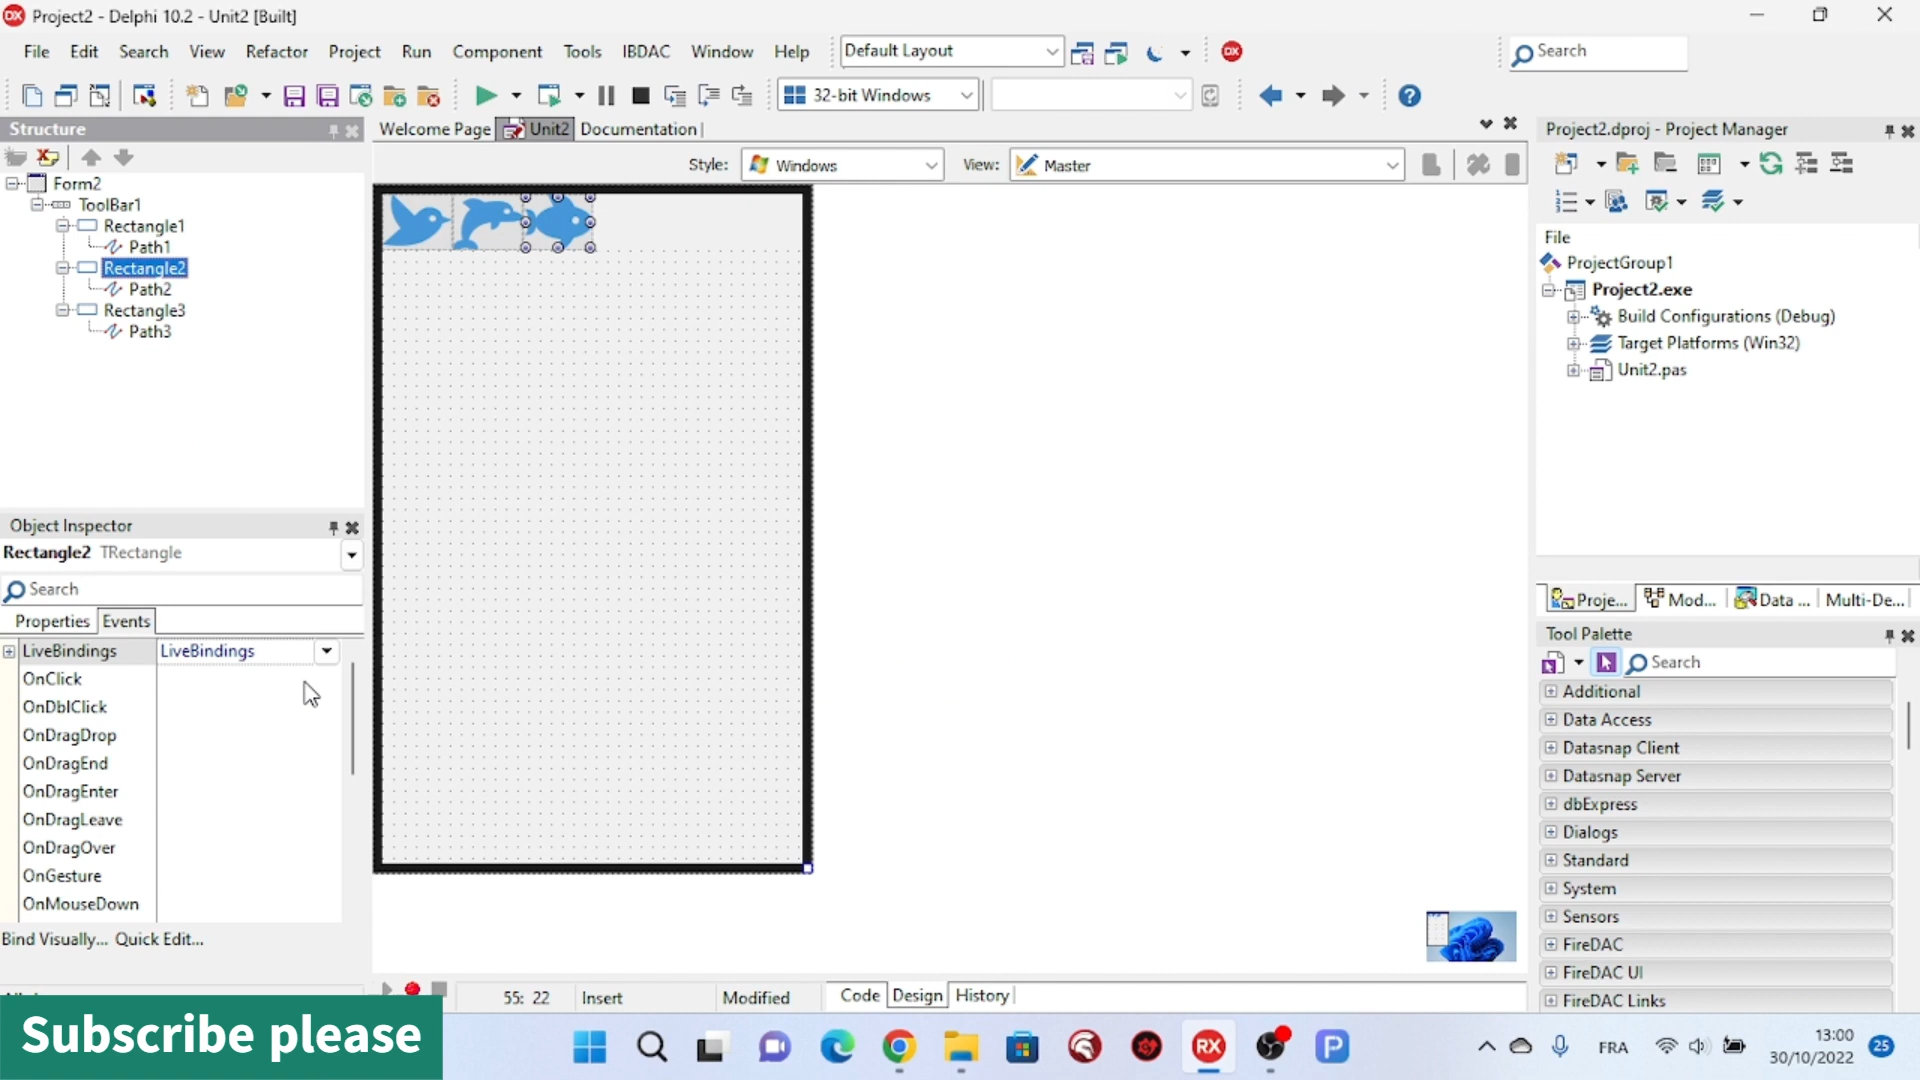 Project2 - Delphi 10.2 - Unit2 [Built]
File Edit Search View Refactor Project Run Component Tools IBDAC Window Help
Default Layout
Search
32-bit Windows
Structure
Welcome Page Unit2 Documentation
Project2.dproj - Project Manager
Style: Windows View: Master
Form2
ToolBar1
Rectangle1
Path1
Rectangle2
Path2
Rectangle3
Path3
File
ProjectGroup1
Project2.exe
Build Configurations (Debug)
Target Platforms (Win32)
Unit2.pas
Object Inspector
Rectangle2 TRectangle
Search
Properties Events
LiveBindings LiveBindings
OnClick
OnDblClick
OnDragDrop
OnDragEnd
OnDragEnter
OnDragLeave
OnDragOver
OnGesture
OnMouseDown
Bind Visually... Quick Edit...
Proje... Mod... Data ... Multi-De...
Tool Palette
Search
Additional
Data Access
Datasnap Client
Datasnap Server
dbExpress
Dialogs
Standard
System
Sensors
FireDAC
FireDAC UI
FireDAC Links
55: 22 Insert Modified Code Design History
Subscribe please
FRA
13:00
30/10/2022
25